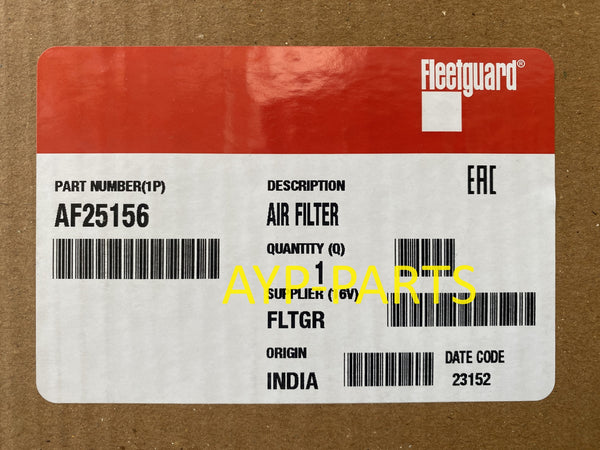 Fleetguard®
EAC
PART NUMBER(1P)
AF25156
DESCRIPTION
AIR FILTER
QUANTITY (Q)
1
AYP-PARTS
SUPPLIER (16V)
FLTGR
ORIGIN
INDIA
DATE CODE
23152